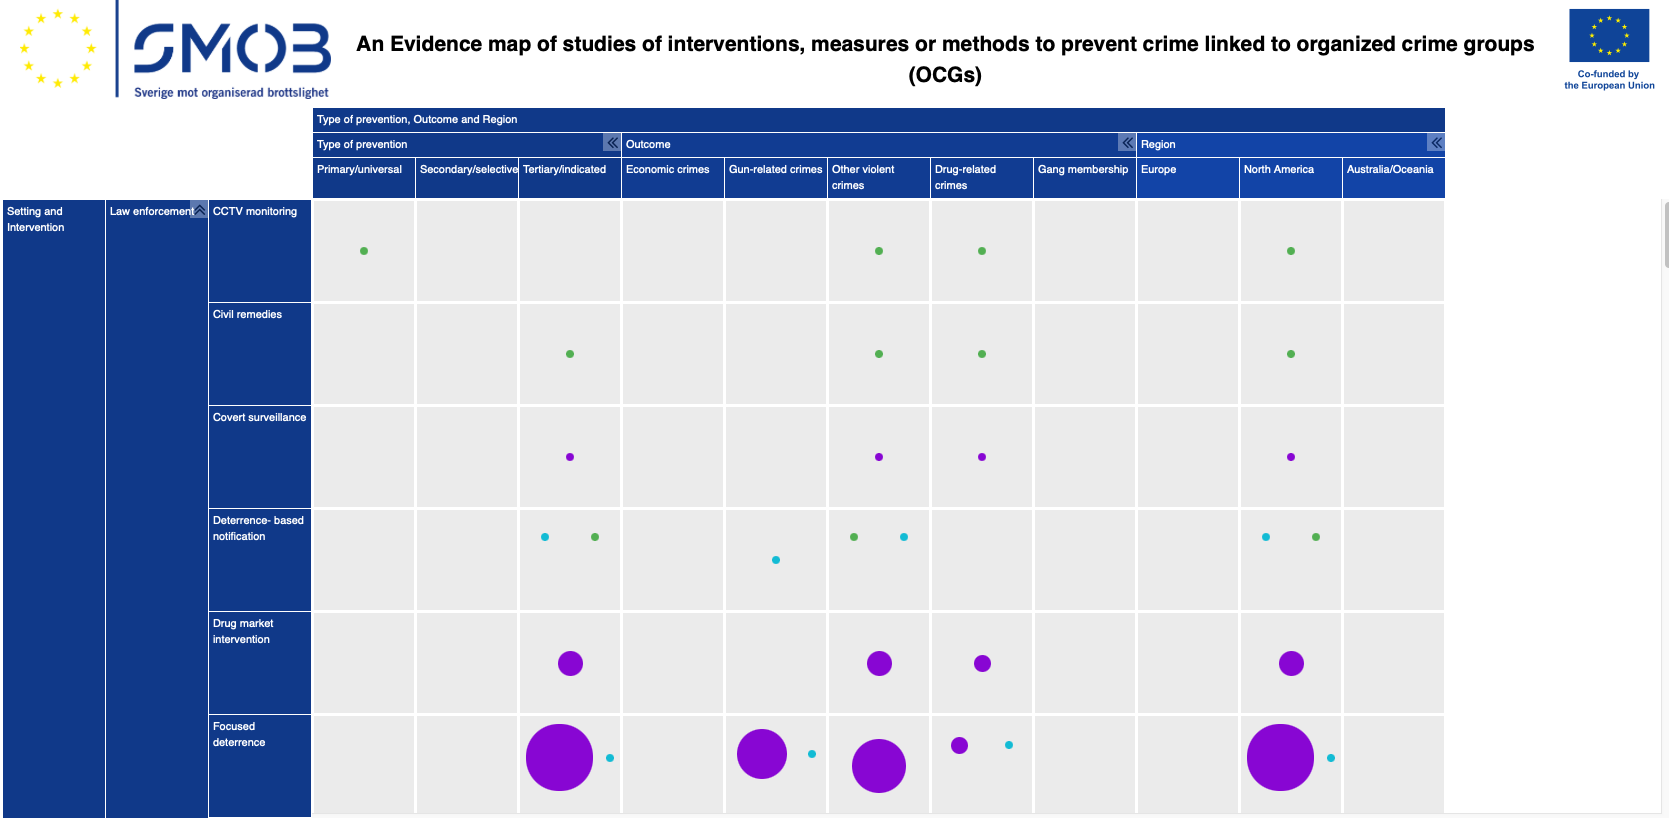 SMOB
Sverige mot organiserad brottslighet
An Evidence map of studies of interventions, measures or methods to prevent crime linked to organized crime groups
(OCGs)
Co-funded by
the European Union
Type of prevention, Outcome and Region
Type of prevention
Outcome
Region
Primary/universal
Secondary/selective
Tertiary/indicated
Economic crimes
Gun-related crimes
Other violent
crimes
Drug-related
crimes
Gang membership
Europe
North America
Australia/Oceania
Setting and
Intervention
Law enforcement
CCTV monitoring
Civil remedies
Covert surveillance
Deterrence- based
notification
Drug market
intervention
Focused
deterrence